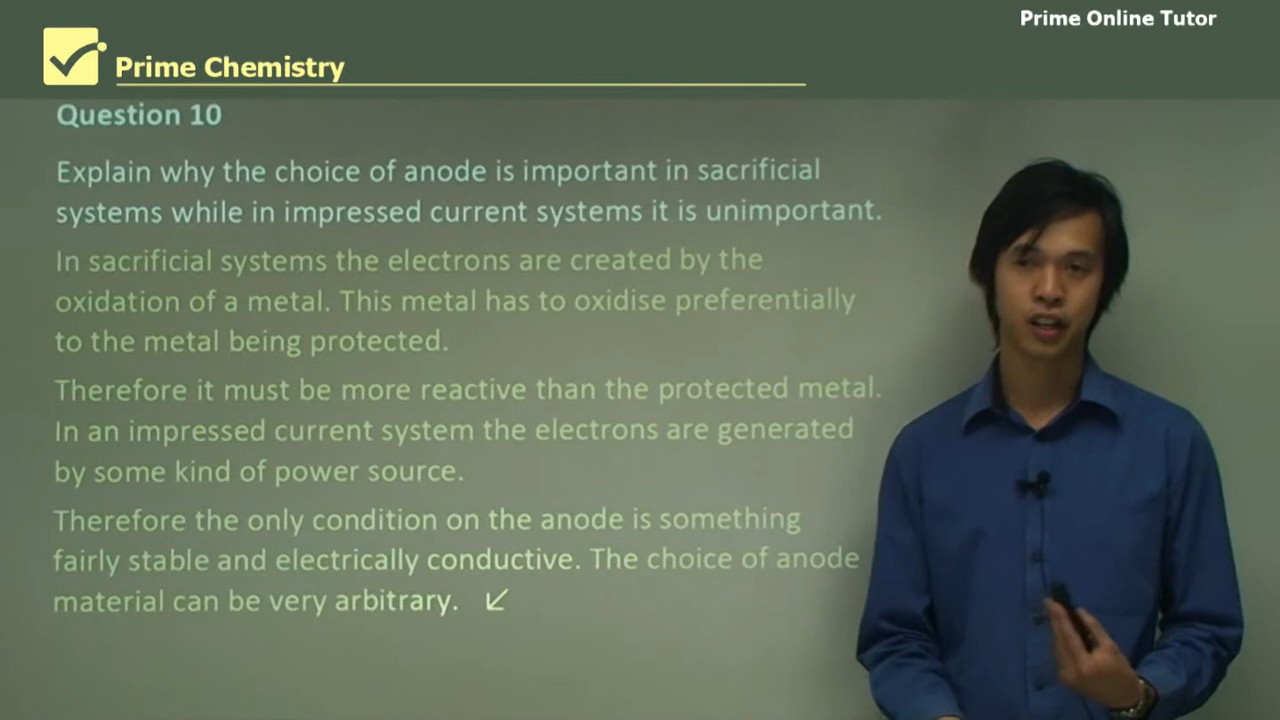 Prime Online Tutor
Prime Chemistry
Question 10
Explain why the choice of anode is important in sacrificial
systems while in impressed current systems it is unimportant.
In sacrificial systems the electrons are created by the
oxidation of a metal. This metal has to oxidise preferentially
to the metal being protected.
Therefore it must be more reactive than the protected metal.
In an impressed current system the electrons are generated
by some kind of power source.
Therefore the only condition on the anode is something
fairly stable and electrically conductive. The choice of anode
material can be very arbitrary.